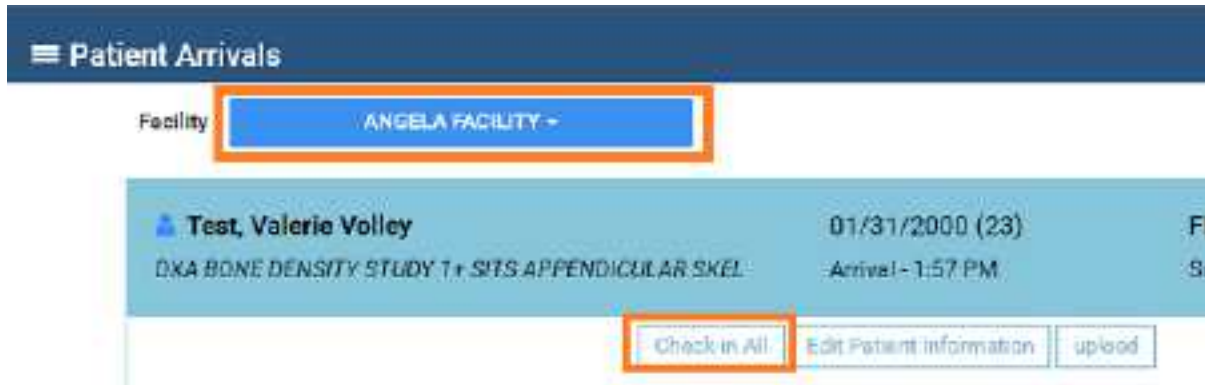 Patient Arrivals
Facility
ANGELA FACILITY
Test, Valerie Volley
01/31/2000 (23)
F
DXA BONE DENSITY STUDY 1+ SITS APPENDICULAR SKEL
Arrival - 1:57 PM
S
Check in All
Edit Patient Information
upload